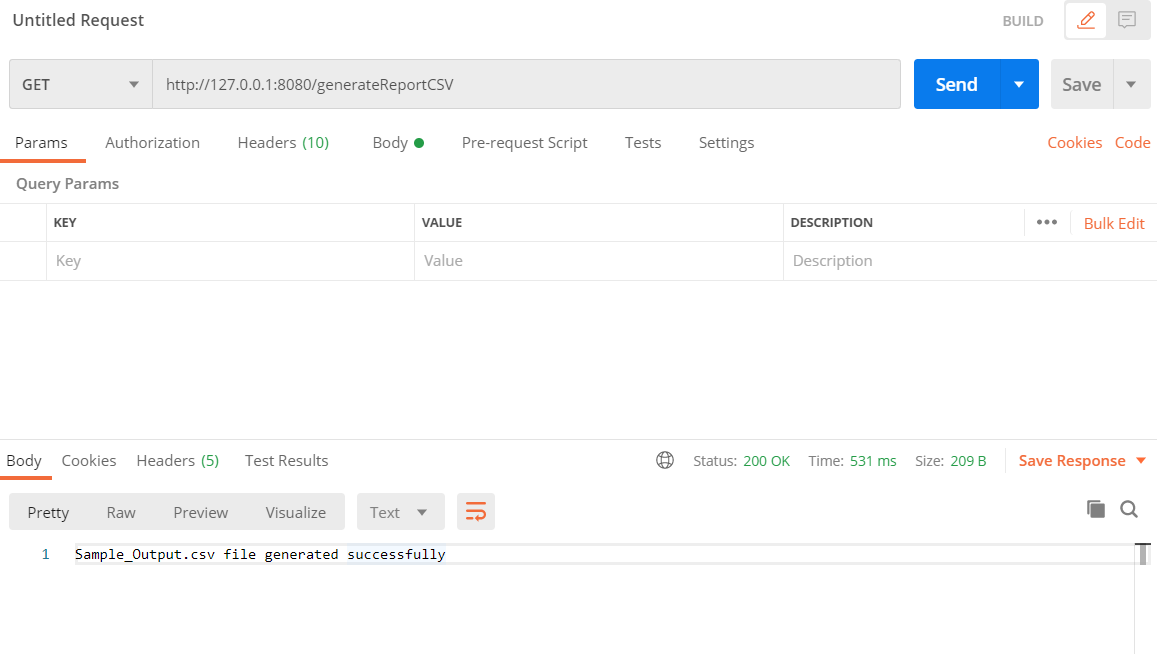 Untitled Request BUILD
GET http://127.0.0.1:8080/generateReportCSV Send Save
Params Authorization Headers (10) Body Pre-request Script Tests Settings Cookies Code
Query Params
KEY VALUE DESCRIPTION ••• Bulk Edit
Key Value Description
Body Cookies Headers (5) Test Results Status: 200 OK Time: 531 ms Size: 209 B Save Response
Pretty Raw Preview Visualize Text
1 Sample_Output.csv file generated successfully